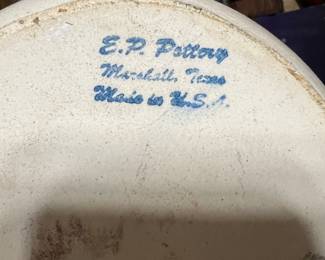 E.P. Pottery
Marshall, Texas
Made in U.S.A.